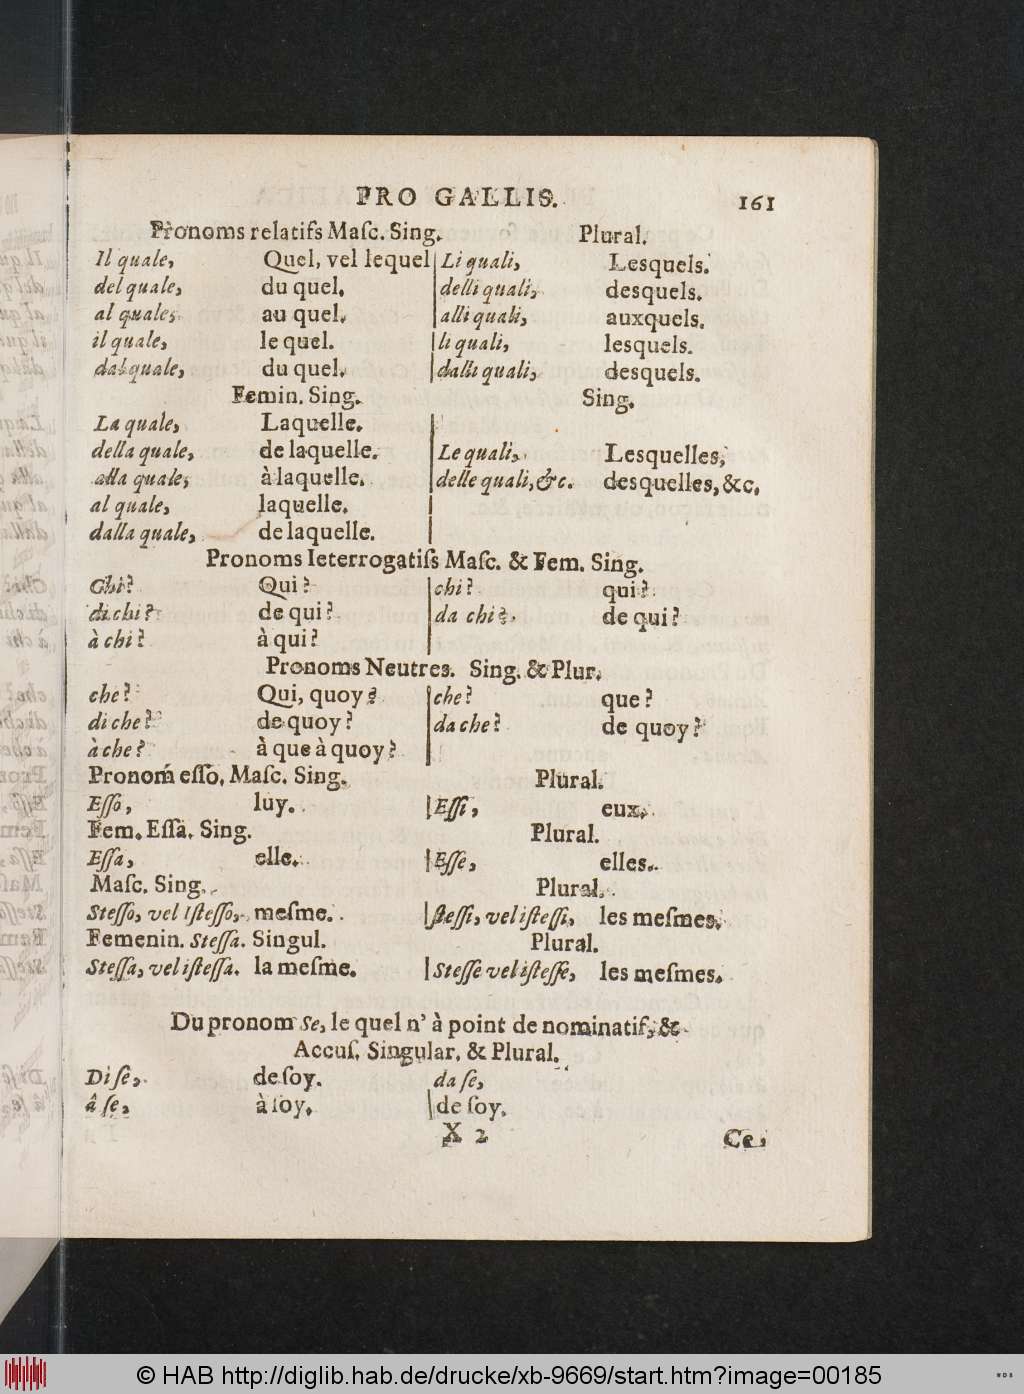 PRO GALLIS. 161
Pronoms relatifs Maſc. Sing. Plural.
Il quale, Quel, vel lequel Li quali, Lesquels.
del quale, du quel. delli quali, desquels.
al quale, au quel. alli quali, auxquels.
il quale, le quel. li quali, lesquels.
dal quale, du quel. dalli quali, desquels.
Femin. Sing. Sing.
La quale, Laquelle.
della quale, de laquelle. Le quali, Lesquelles,
alla quale, à laquelle. delle quali, &c. desquelles, &c.
al quale, laquelle.
dalla quale, de laquelle.
Pronoms Ieterrogatiſs Maſc. & Fem. Sing.
Chi? Qui? chi? qui?
di chi? de qui? da chi? de qui?
à chi? à qui?
Pronoms Neutres. Sing. & Plur.
che? Qui, quoy? che? que?
di che? de quoy? da che? de quoy?
à che? à que à quoy?
Pronoḿ eſſo, Maſc. Sing. Plural.
Eſſo, luy. Eſſi, eux.
Fem. Eſſa. Sing. Plural.
Eſſa, elle. Eſſe, elles.
Maſc. Sing. Plural.
Steſſo, vel Iſteſſo, meſme. ſteſſi, vel iſteſſi, les meſmes.
Femenin. Steſſa. Singul. Plural.
Steſſa, vel iſteſſa. la meſme. Steſſe vel iſteſſe, les meſmes.
Du pronom Se, le quel n' à point de nominatif, &
Accuſ. Singular. & Plural.
Di ſe, de ſoy. da ſe,
â ſe, à ſoy. de ſoy.
X 2 Ce,
© HAB http://diglib.hab.de/drucke/xb-9669/start.htm?image=00185